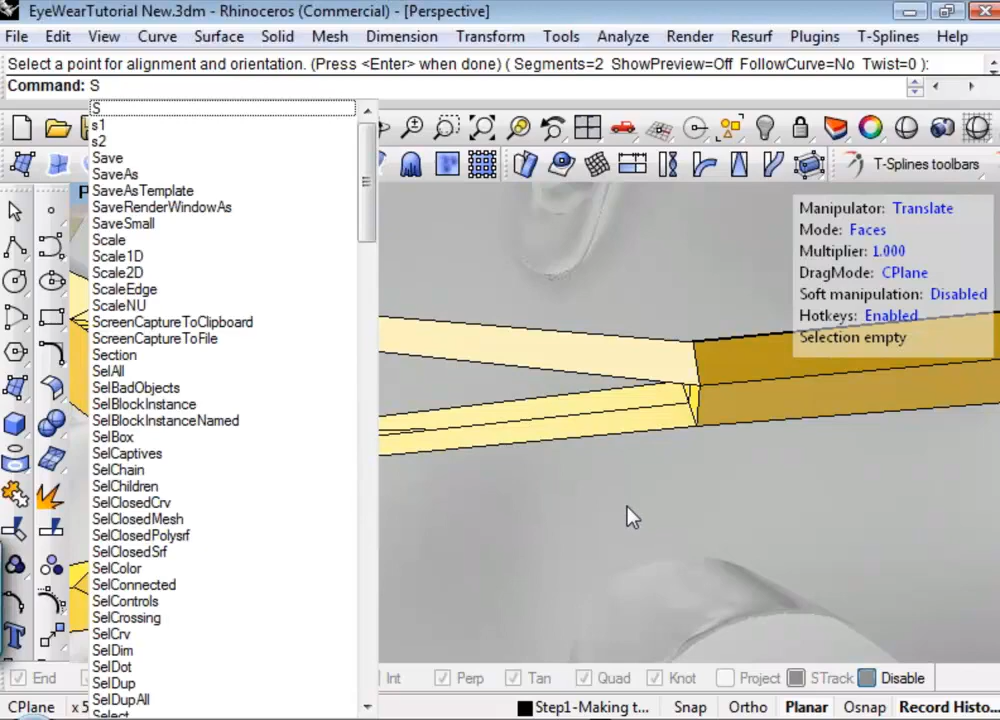 EyeWearTutorial New.3dm - Rhinoceros (Commercial) - [Perspective]
File Edit View Curve Surface Solid Mesh Dimension Transform Tools Analyze Render Resurf Plugins T-Splines Help
Select a point for alignment and orientation. (Press <Enter> when done) ( Segments=2 ShowPreview=Off FollowCurve=No Twist=0 ):
Command: S
S
s1
s2
Save
SaveAs
SaveAsTemplate
SaveRenderWindowAs
SaveSmall
Scale
Scale1D
Scale2D
ScaleEdge
ScaleNU
ScreenCaptureToClipboard
ScreenCaptureToFile
Section
SelAll
SelBadObjects
SelBlockInstance
SelBlockInstanceNamed
SelBox
SelCaptives
SelChain
SelChildren
SelClosedCrv
SelClosedMesh
SelClosedPolysrf
SelClosedSrf
SelColor
SelConnected
SelControls
SelCrossing
SelCrv
SelDim
SelDot
SelDup
SelDupAll
Select
T-Splines toolbars
Manipulator: Translate
Mode: Faces
Multiplier: 1.000
DragMode: CPlane
Soft manipulation: Disabled
Hotkeys: Enabled
Selection empty
End Int Perp Tan Quad Knot Project STrack Disable
CPlane x5 Step1-Making t... Snap Ortho Planar Osnap Record Histo...